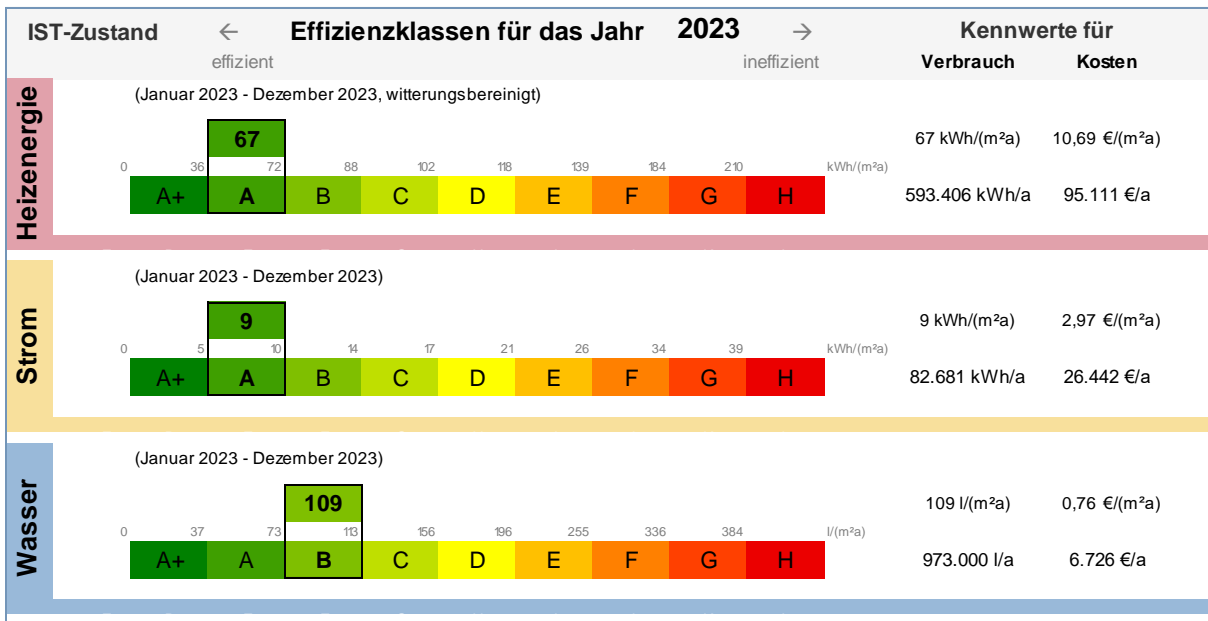 IST-Zustand ← Effizienzklassen für das Jahr 2023 → Kennwerte für
effizient ineffizient Verbrauch Kosten
Heizenergie
(Januar 2023 - Dezember 2023, witterungsbereinigt)
67 67 kWh/(m²a) 10,69 €/(m²a)
0 36 72 88 102 118 139 184 210 kWh/(m²a)
A+ A B C D E F G H 593.406 kWh/a 95.111 €/a
Strom
(Januar 2023 - Dezember 2023)
9 9 kWh/(m²a) 2,97 €/(m²a)
0 5 10 14 17 21 26 34 39 kWh/(m²a)
A+ A B C D E F G H 82.681 kWh/a 26.442 €/a
Wasser
(Januar 2023 - Dezember 2023)
109 109 l/(m²a) 0,76 €/(m²a)
0 37 73 113 156 196 255 336 384 l/(m²a)
A+ A B C D E F G H 973.000 l/a 6.726 €/a